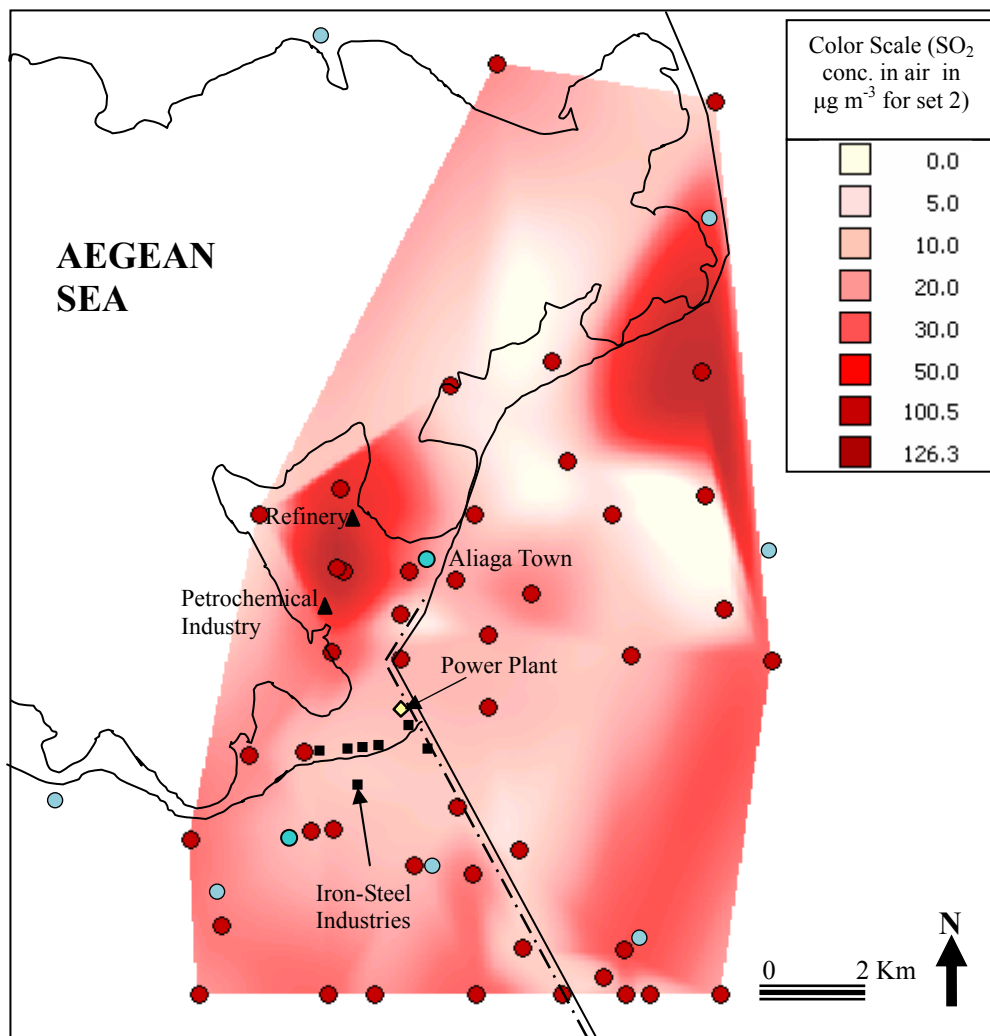 Color Scale (SO₂
conc. in air in
µg m⁻³ for set 2)
0.0
5.0
10.0
20.0
30.0
50.0
100.5
126.3
AEGEAN
SEA
Refinery
Aliaga Town
Petrochemical
Industry
Power Plant
Iron-Steel
Industries
N
0 2 Km